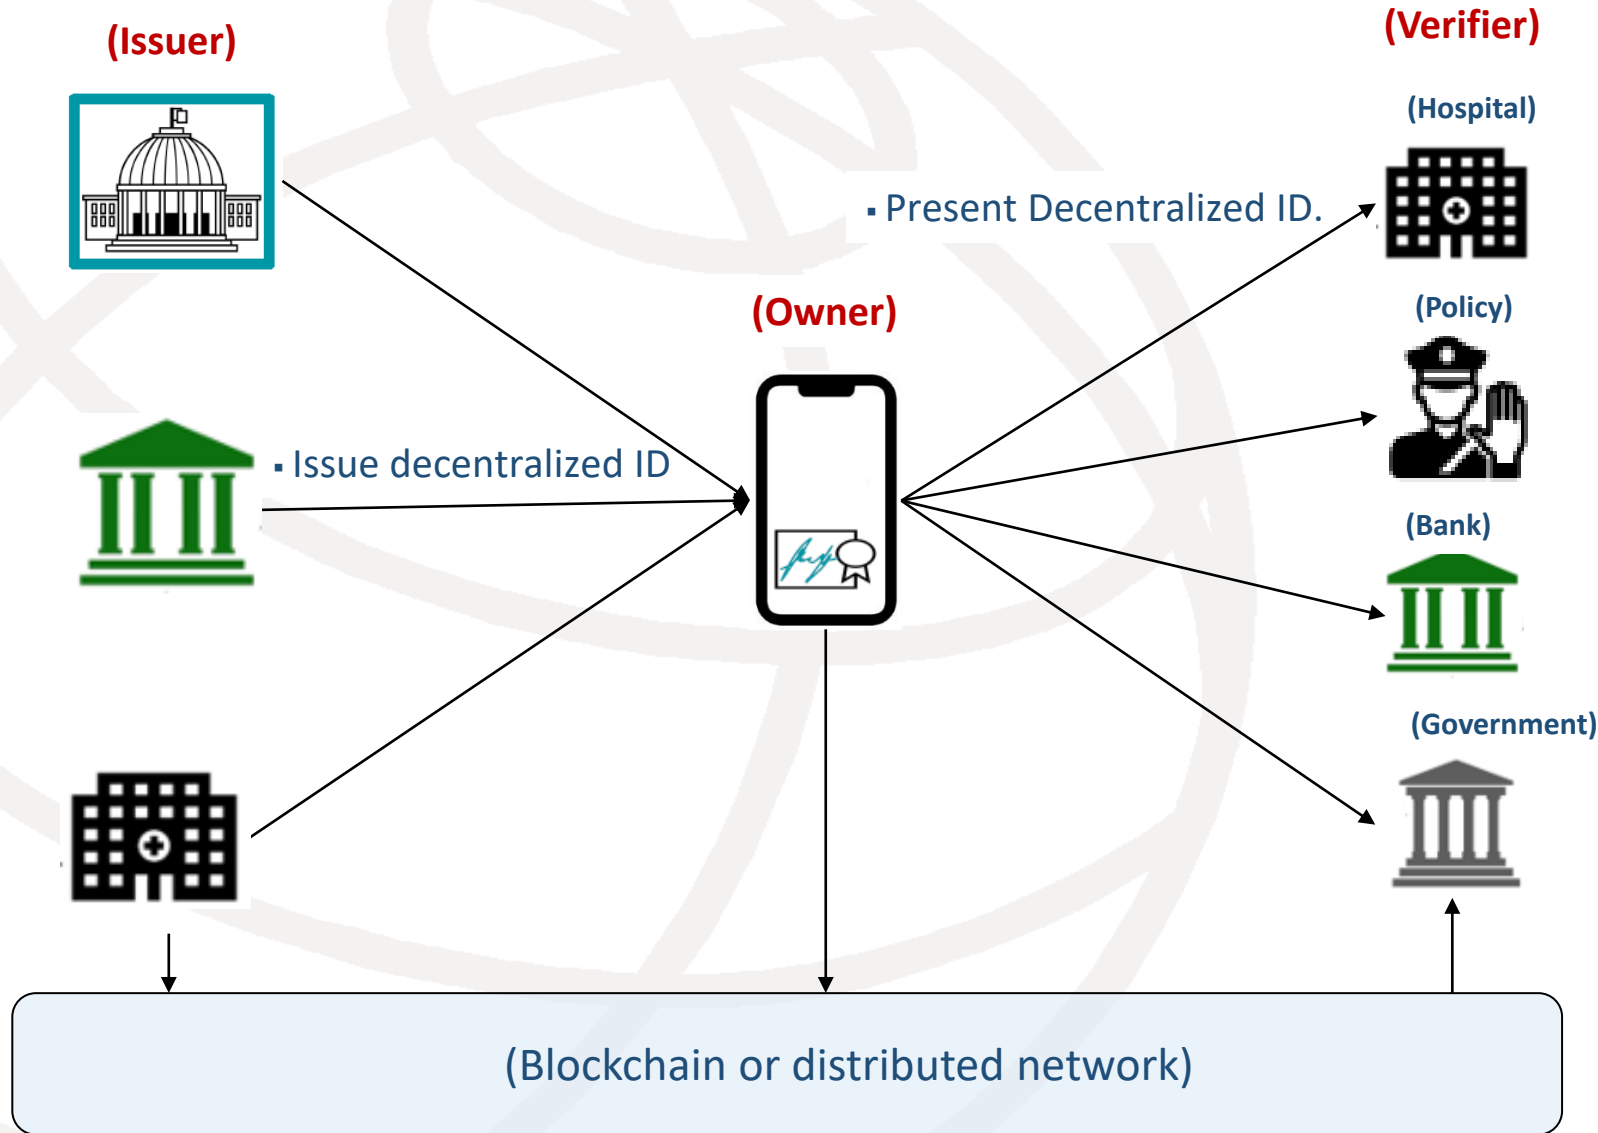 (Issuer)
(Verifier)
(Hospital)
▪ Present Decentralized ID.
(Owner)
(Policy)
▪ Issue decentralized ID
(Bank)
(Government)
(Blockchain or distributed network)